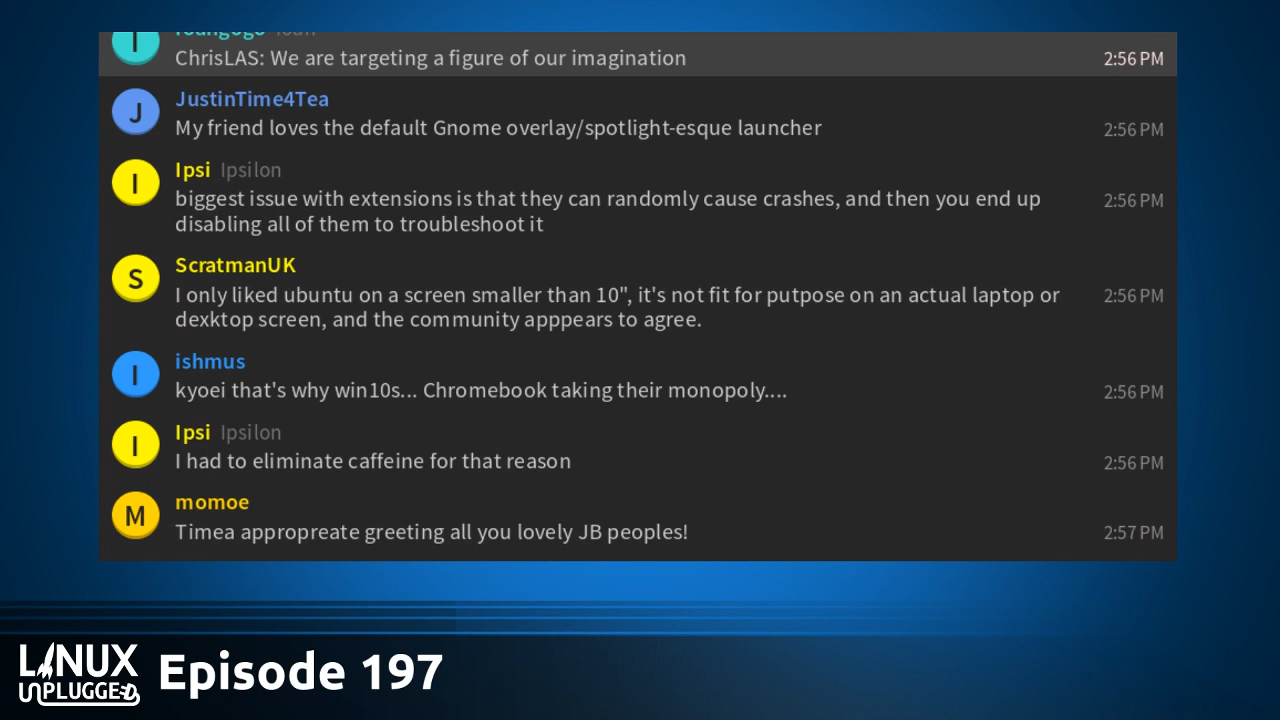 ChrisLAS: We are targeting a figure of our imagination
2:56 PM
J
JustinTime4Tea
My friend loves the default Gnome overlay/spotlight-esque launcher
2:56 PM
I
Ipsi Ipsilon
biggest issue with extensions is that they can randomly cause crashes, and then you end up
2:56 PM
disabling all of them to troubleshoot it
S
ScratmanUK
I only liked ubuntu on a screen smaller than 10", it's not fit for putpose on an actual laptop or
2:56 PM
dexktop screen, and the community apppears to agree.
I
ishmus
kyoei that's why win10s... Chromebook taking their monopoly....
2:56 PM
I
Ipsi Ipsilon
I had to eliminate caffeine for that reason
2:56 PM
M
momoe
Timea appropreate greeting all you lovely JB peoples!
2:57 PM
LINUX
UNPLUGGED
Episode 197